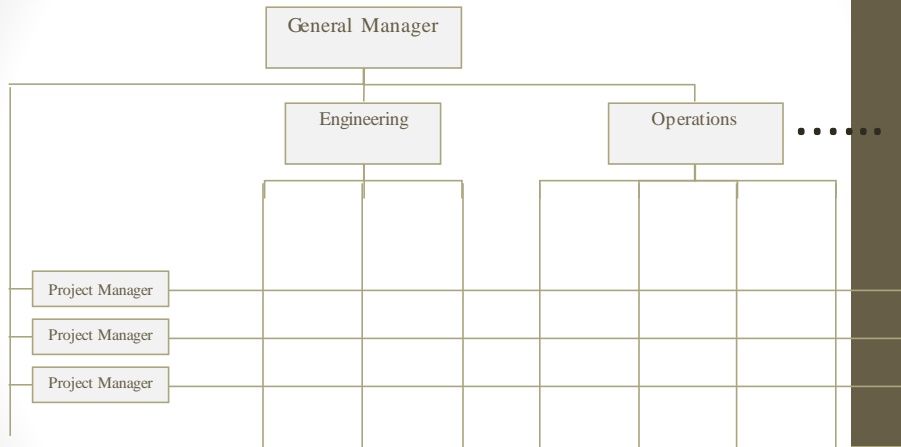 General Manager
Engineering
Operations
......
Project Manager
Project Manager
Project Manager